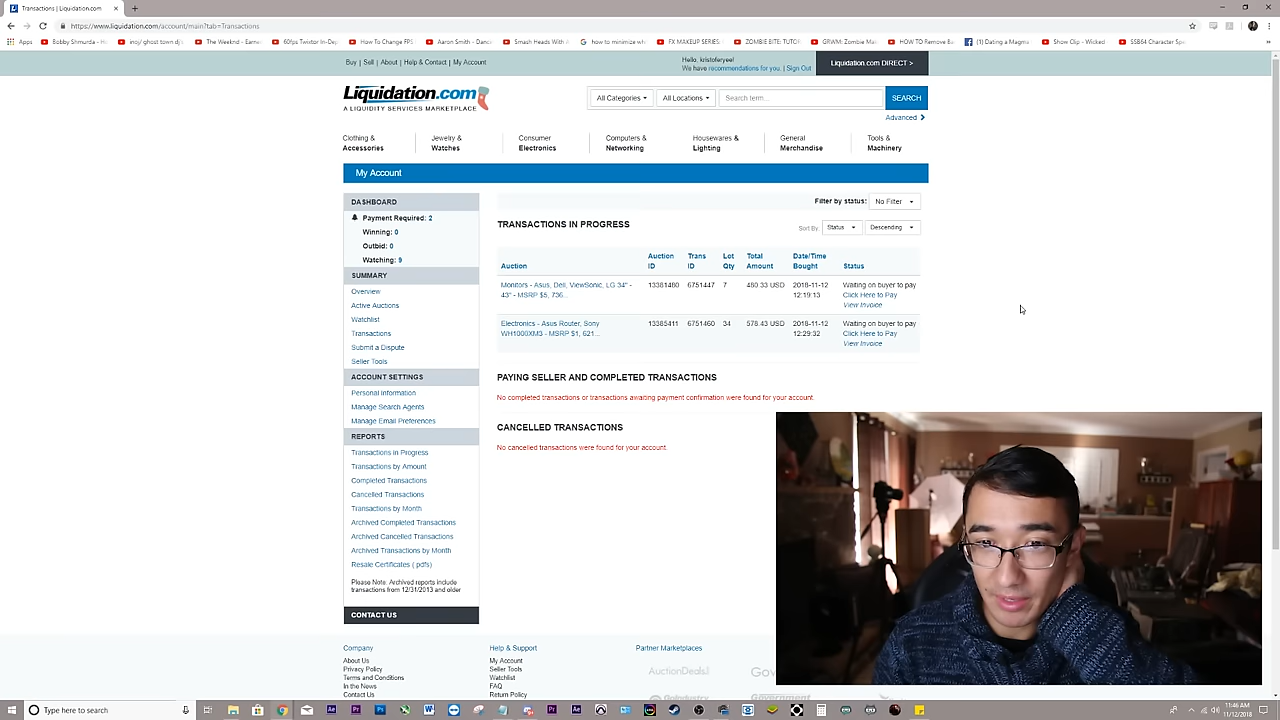 Transactions | Liquidation.com
https://www.liquidation.com/account/main?tab=Transactions
Apps
Bobby Shmurda - Ea
inoj/ ghost town dj
The Weeknd - Earne
60fps Twixtor In-Dep
How To Change FPS
Aaron Smith - Danc
Smash Heads With A
how to minimize wh
FX MAKEUP SERIES:
ZOMBIE BITE: TUTOR
GRWM: Zombie Mak
HOW TO Remove Ba
(1) Dating a Magma
Show Clip - Wicked
SSB64 Character Spe
Buy | Sell | About | Help & Contact | My Account
Hello, kristoferyee!
We have recommendations for you. | Sign Out
Liquidation.com DIRECT >
Liquidation.com
A LIQUIDITY SERVICES MARKETPLACE
All Categories
All Locations
Search term...
SEARCH
Advanced
Clothing & Accessories
Jewelry & Watches
Consumer Electronics
Computers & Networking
Housewares & Lighting
General Merchandise
Tools & Machinery
My Account
DASHBOARD
Payment Required: 2
Winning: 0
Outbid: 0
Watching: 9
SUMMARY
Overview
Active Auctions
Watchlist
Transactions
Submit a Dispute
Seller Tools
ACCOUNT SETTINGS
Personal Information
Manage Search Agents
Manage Email Preferences
REPORTS
Transactions in Progress
Transactions by Amount
Completed Transactions
Cancelled Transactions
Transactions by Month
Archived Completed Transactions
Archived Cancelled Transactions
Archived Transactions by Month
Resale Certificates (.pdfs)
Please Note: Archived reports include
transactions from 12/31/2013 and older
CONTACT US
Filter by status: No Filter
TRANSACTIONS IN PROGRESS
Sort By: Status Descending
Auction Auction ID Trans ID Lot Qty Total Amount Date/Time Bought Status
Monitors - Asus, Dell, ViewSonic, LG 34" - 13381480 6751447 7 480.33 USD 2018-11-12 Waiting on buyer to pay
43" - MSRP $5, 736... 12:19:13 Click Here to Pay
View Invoice
Electronics - Asus Router, Sony 13385411 6751460 34 578.43 USD 2018-11-12 Waiting on buyer to pay
WH1000XM3 - MSRP $1, 621... 12:29:32 Click Here to Pay
View Invoice
PAYING SELLER AND COMPLETED TRANSACTIONS
No completed transactions or transactions awaiting payment confirmation were found for your account.
CANCELLED TRANSACTIONS
No cancelled transactions were found for your account.
Company
About Us
Privacy Policy
Terms and Conditions
In the News
Contact Us
Help & Support
My Account
Seller Tools
Watchlist
FAQ
Return Policy
Partner Marketplaces
AuctionDeals
Gov
GoIndustry
Government
Type here to search
11:46 AM
11/12/2018